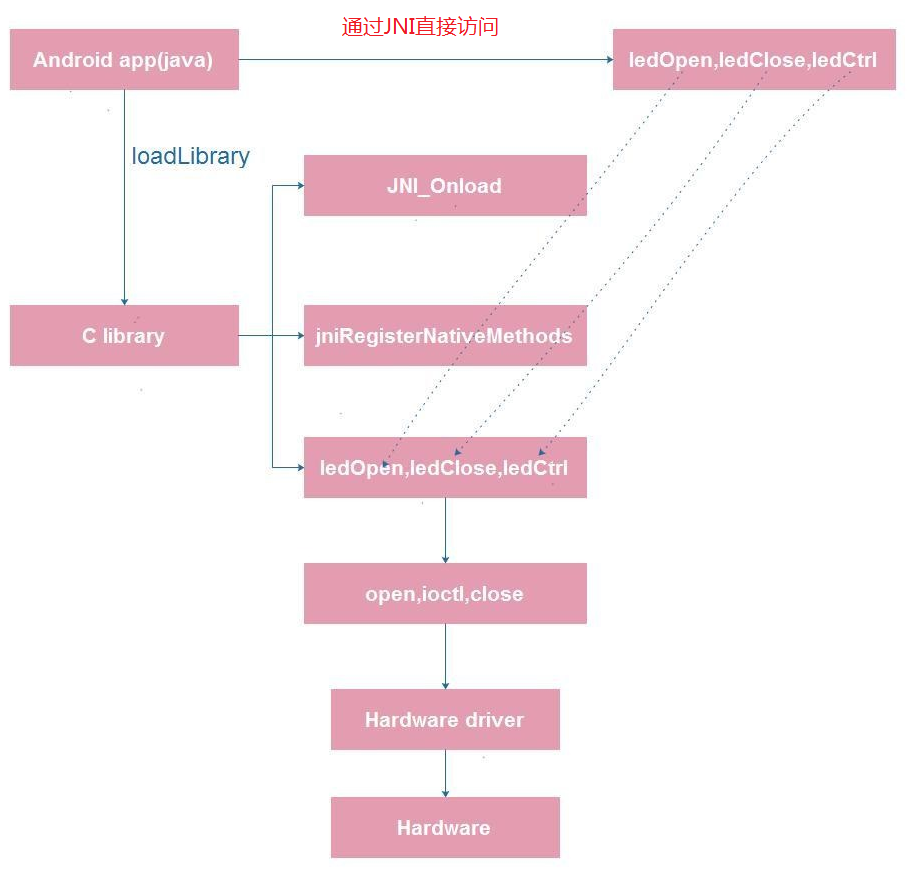 通过JNI直接访问
Android app(java)
ledOpen,ledClose,ledCtrl
loadLibrary
JNI_Onload
C library
jniRegisterNativeMethods
ledOpen,ledClose,ledCtrl
open,ioctl,close
Hardware driver
Hardware